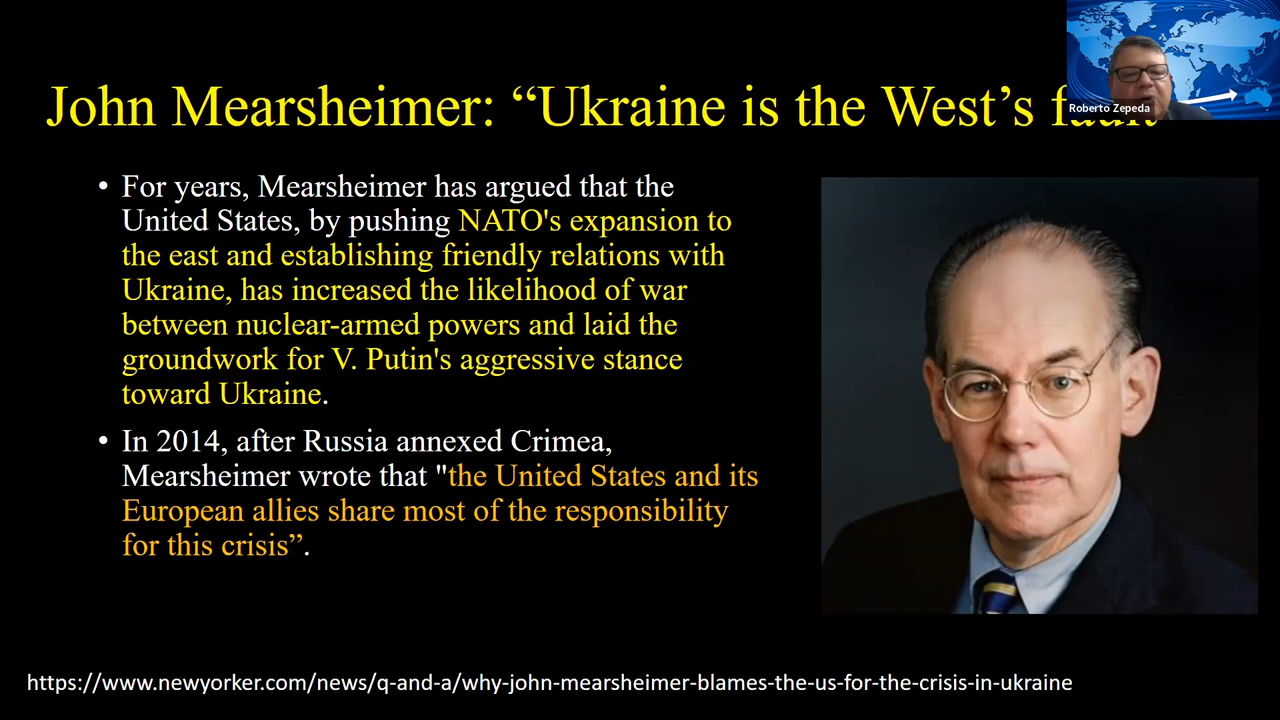 John Mearsheimer: “Ukraine is the West’s
Roberto Zepeda
• For years, Mearsheimer has argued that the
United States, by pushing NATO's expansion to
the east and establishing friendly relations with
Ukraine, has increased the likelihood of war
between nuclear-armed powers and laid the
groundwork for V. Putin's aggressive stance
toward Ukraine.
• In 2014, after Russia annexed Crimea,
Mearsheimer wrote that "the United States and its
European allies share most of the responsibility
for this crisis”.
https://www.newyorker.com/news/q-and-a/why-john-mearsheimer-blames-the-us-for-the-crisis-in-ukraine